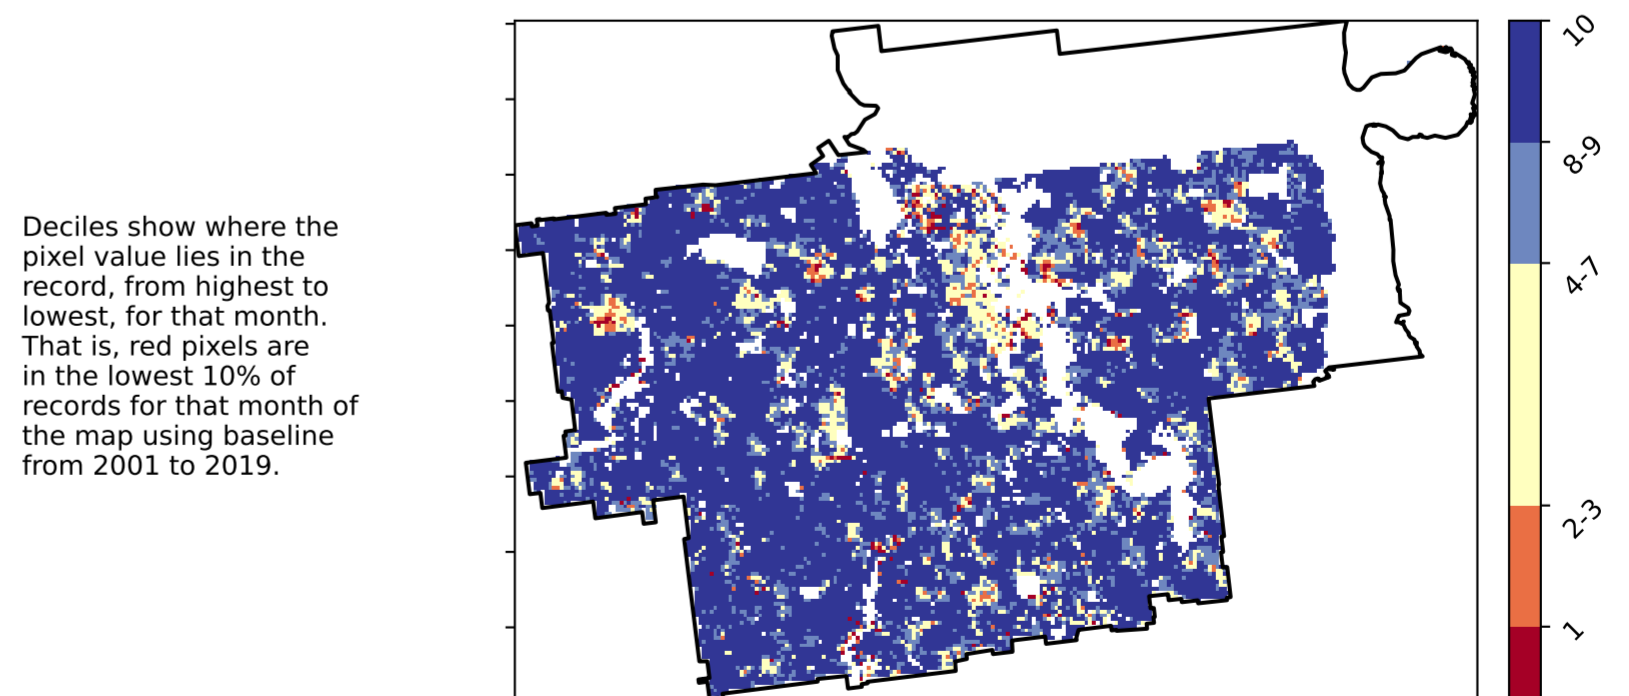 Deciles show where the
pixel value lies in the
record, from highest to
lowest, for that month.
That is, red pixels are
in the lowest 10% of
records for that month of
the map using baseline
from 2001 to 2019.
10
8-9
4-7
2-3
1